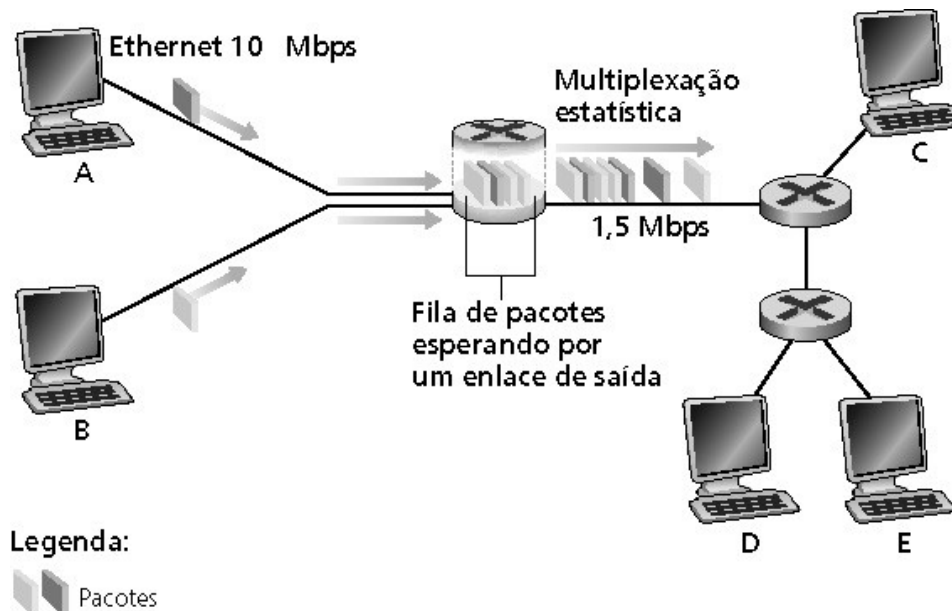 Ethernet 10 Mbps
Multiplexação
estatística
A
C
1,5 Mbps
Fila de pacotes
esperando por
um enlace de saída
B
D
E
Legenda:
Pacotes